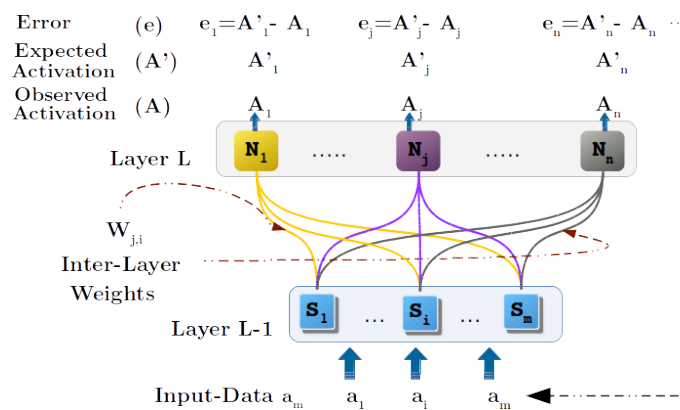 Error (e) e1=A'1- A1 ej=A'j- Aj en=A'n- An
Expected
Activation (A') A'1 A'j A'n
Observed
Activation (A) A1 Aj An
Layer L N1 ..... Nj ..... Nn
Wj,i
Inter-Layer
Weights
Layer L-1 S1 ... Si ... Sm
Input-Data am a1 ai am